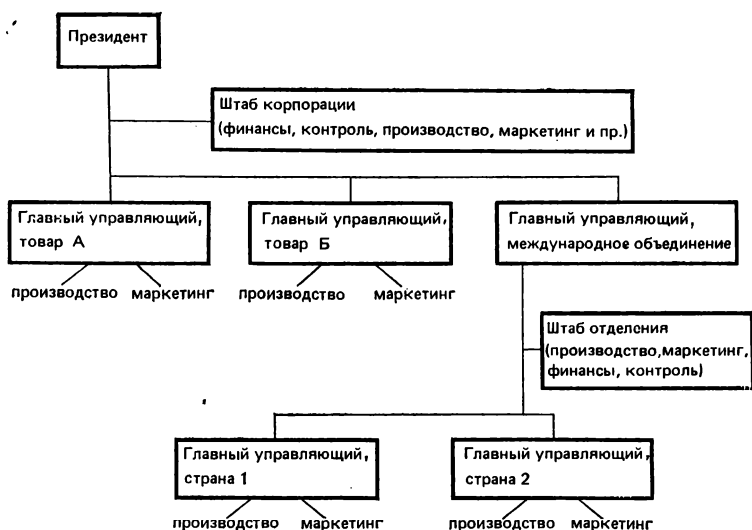 Президент
Штаб корпорации
(финансы, контроль, производство, маркетинг и пр.)
Главный управляющий,
товар А
Главный управляющий,
товар Б
Главный управляющий,
международное объединение
производство
маркетинг
производство
маркетинг
Штаб отделения
(производство,маркетинг,
финансы, контроль)
Главный управляющий,
страна 1
Главный управляющий,
страна 2
производство
маркетинг
производство
маркетинг